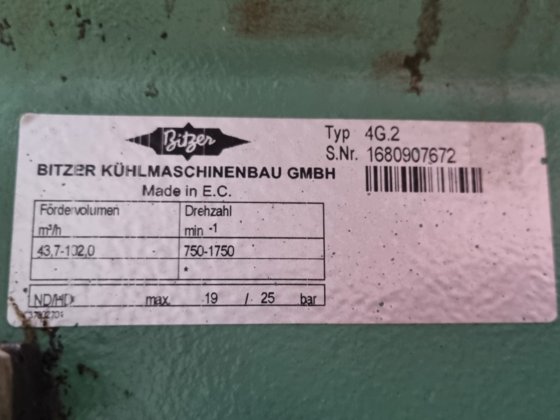 Bitzer
Typ 4G.2
S.Nr. 1680907672
BITZER KÜHLMASCHINENBAU GMBH
Made in E.C.
Fördervolumen Drehzahl
m³/h min -1
43,7-102,0 750-1750
*
ND/HD max. 19 / 25 bar